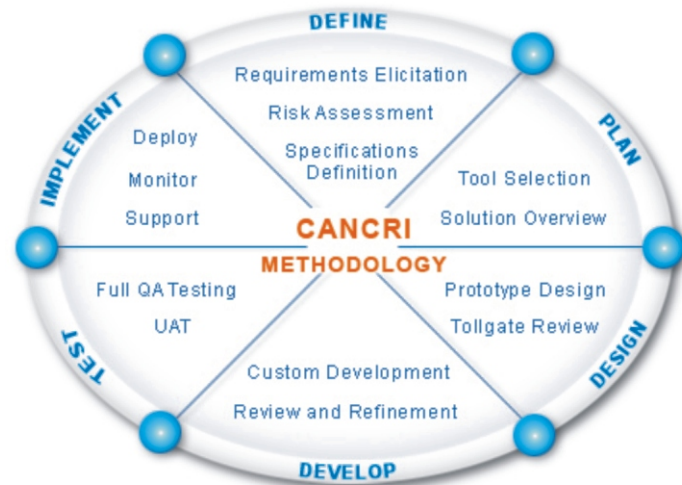 DEFINE
Requirements Elicitation
Risk Assessment
Specifications
Definition
PLAN
Tool Selection
Solution Overview
DESIGN
Prototype Design
Tollgate Review
DEVELOP
Custom Development
Review and Refinement
TEST
Full QA Testing
UAT
IMPLEMENT
Deploy
Monitor
Support
CANCRI
METHODOLOGY